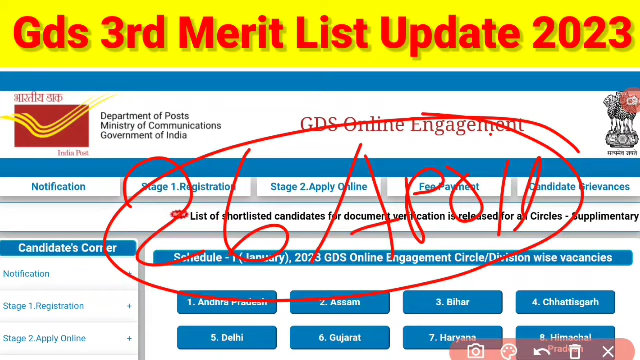 Gds 3rd Merit List Update 2023
भारतीय डाक
India Post
Department of Posts
Ministry of Communications
Government of India
GDS Online Engagement
Notification
Stage 1.Registration
Stage 2.Apply Online
Fee Payment
Candidate Grievances
List of shortlisted candidates for document verification is released for all Circles - Supplimentary
Candidate's Corner
Notification
Stage 1.Registration +
Stage 2.Apply Online +
Schedule - I (January), 2023 GDS Online Engagement Circle/Division wise vacancies
1. Andhra Pradesh
2. Assam
3. Bihar
4. Chhattisgarh
5. Delhi
6. Gujarat
7. Haryana
8. Himachal
Pradesh